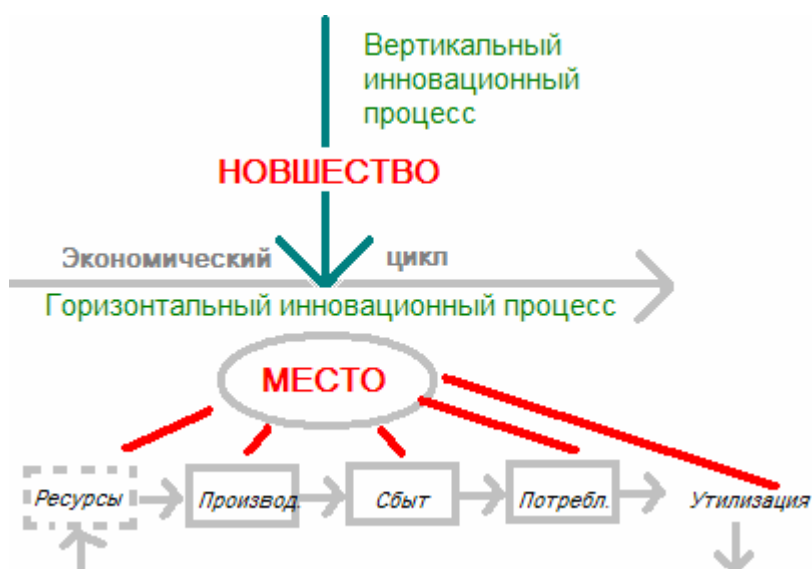 Вертикальный
инновационный
процесс
НОВШЕСТВО
Экономический цикл
Горизонтальный инновационный процесс
МЕСТО
Ресурсы
Производ.
Сбыт
Потребл.
Утилизация